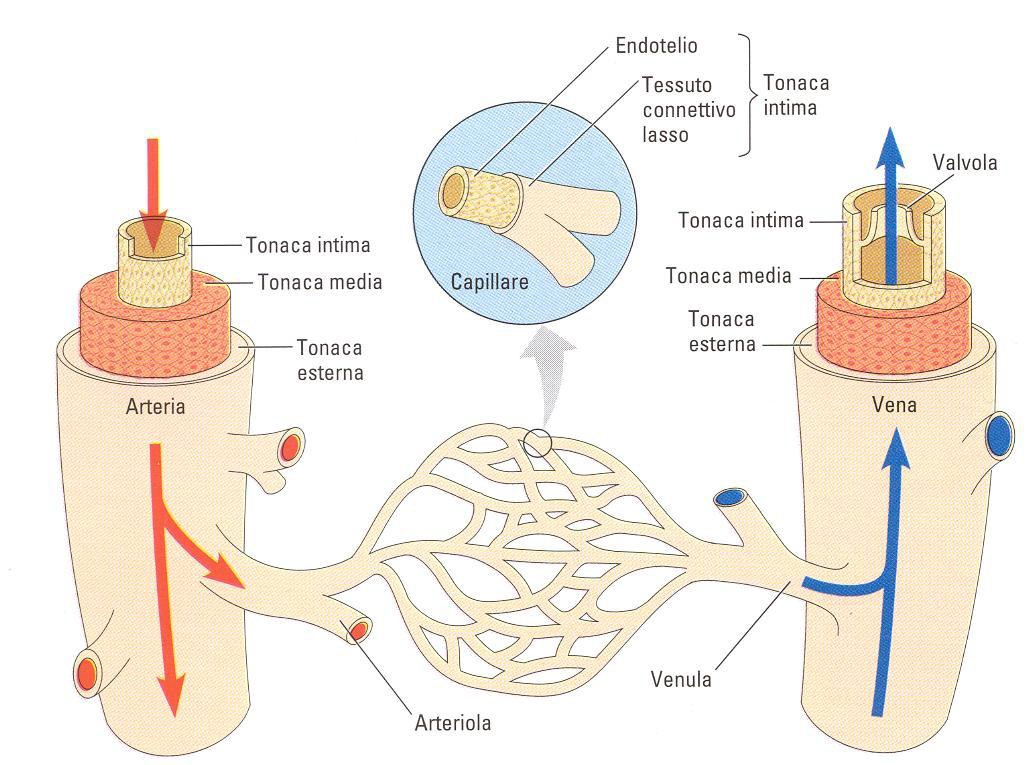 Endotelio
Tessuto
connettivo
lasso
Tonaca
intima
Capillare
Tonaca intima
Tonaca media
Tonaca
esterna
Arteria
Valvola
Tonaca intima
Tonaca media
Tonaca
esterna
Vena
Arteriola
Venula